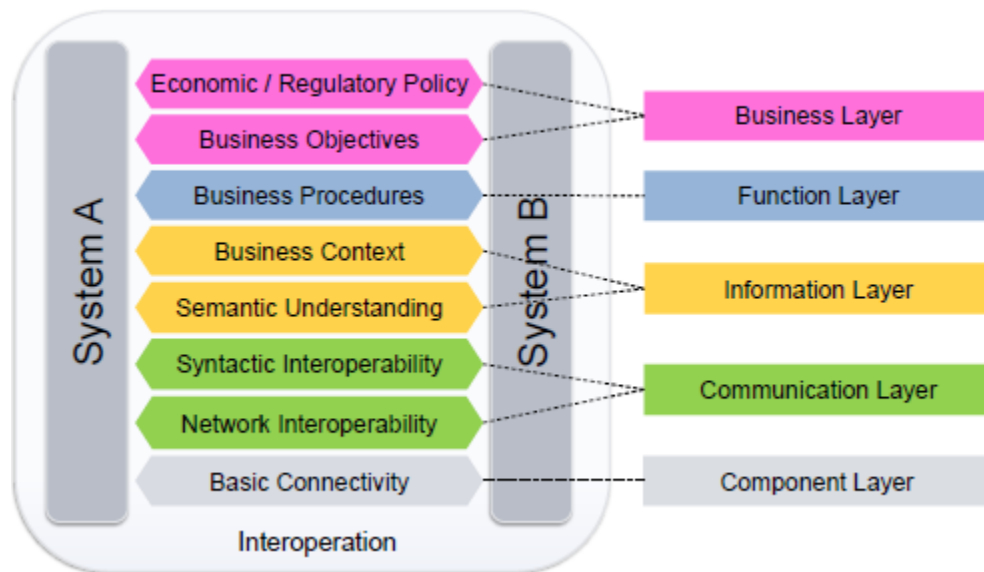 System A
Economic / Regulatory Policy
Business Objectives
Business Procedures
Business Context
Semantic Understanding
Syntactic Interoperability
Network Interoperability
Basic Connectivity
System B
Interoperation
Business Layer
Function Layer
Information Layer
Communication Layer
Component Layer